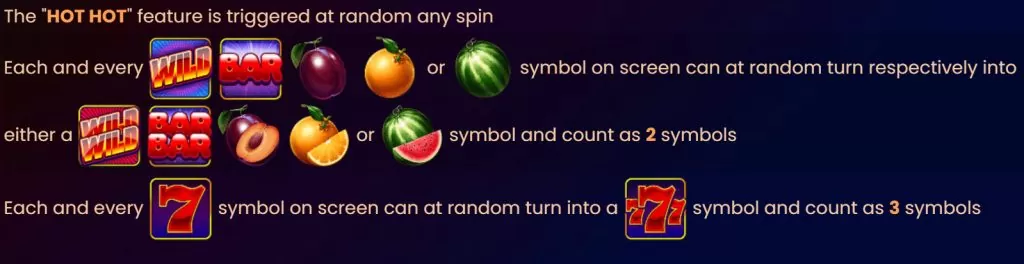 The "HOT HOT" feature is triggered at random any spin
Each and every WILD BAR or symbol on screen can at random turn respectively into
either a WILD WILD BAR BAR or symbol and count as 2 symbols
Each and every 7 symbol on screen can at random turn into a 777 symbol and count as 3 symbols